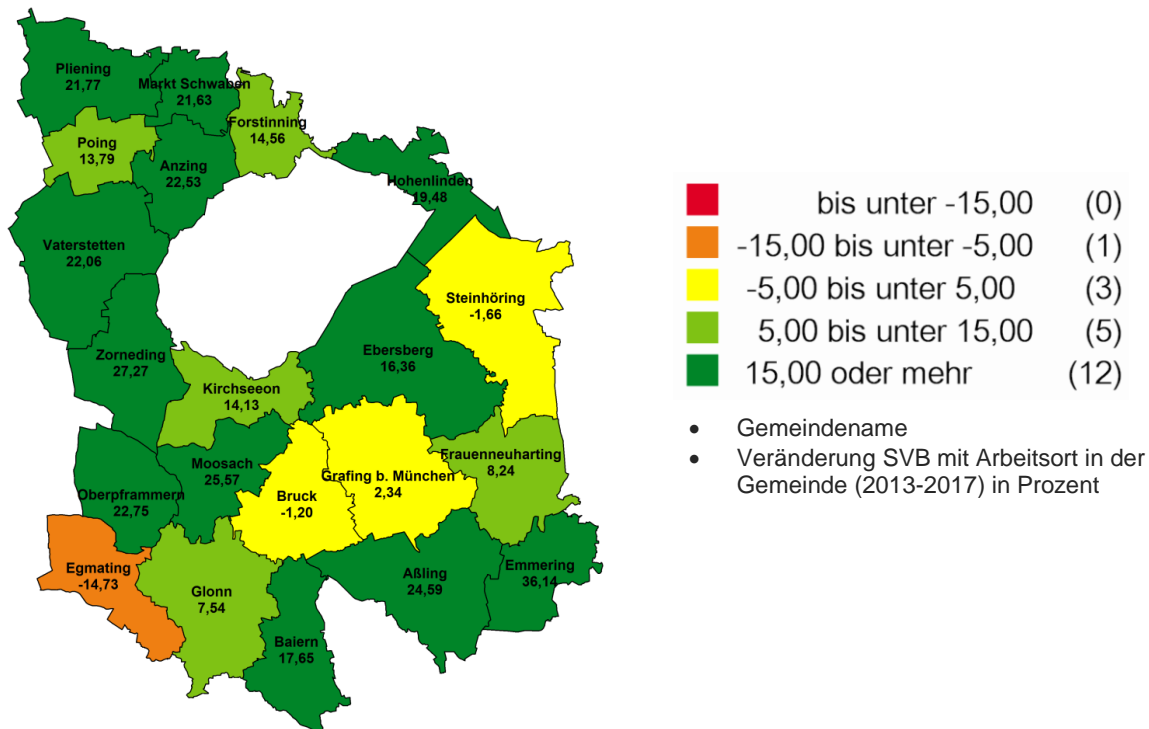 Pliening
21,77
Markt Schwaben
21,63
Forstinning
14,56
Poing
13,79
Anzing
22,53
Hohenlinden
19,48
Vaterstetten
22,06
Steinhöring
-1,66
Zorneding
27,27
Ebersberg
16,36
Kirchseeon
14,13
Moosach
25,57
Grafing b. München
2,34
Frauenneuharting
8,24
Oberpframmern
22,75
Bruck
-1,20
Egmating
-14,73
Glonn
7,54
Aßling
24,59
Emmering
36,14
Baiern
17,65
bis unter -15,00 (0)
-15,00 bis unter -5,00 (1)
-5,00 bis unter 5,00 (3)
5,00 bis unter 15,00 (5)
15,00 oder mehr (12)
• Gemeindename
• Veränderung SVB mit Arbeitsort in der
Gemeinde (2013-2017) in Prozent